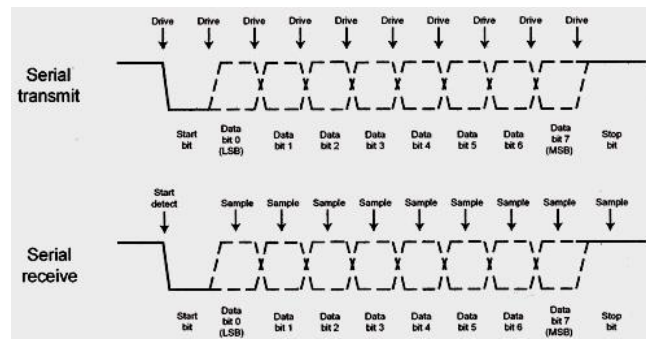 Drive Drive Drive Drive Drive Drive Drive Drive Drive Drive
Serial
transmit
Start
bit
Data
bit 0
(LSB)
Data
bit 1
Data
bit 2
Data
bit 3
Data
bit 4
Data
bit 5
Data
bit 6
Data
bit 7
(MSB)
Stop
bit
Start
detect
Sample Sample Sample Sample Sample Sample Sample Sample Sample
Serial
receive
Start
bit
Data
bit 0
(LSB)
Data
bit 1
Data
bit 2
Data
bit 3
Data
bit 4
Data
bit 5
Data
bit 6
Data
bit 7
(MSB)
Stop
bit